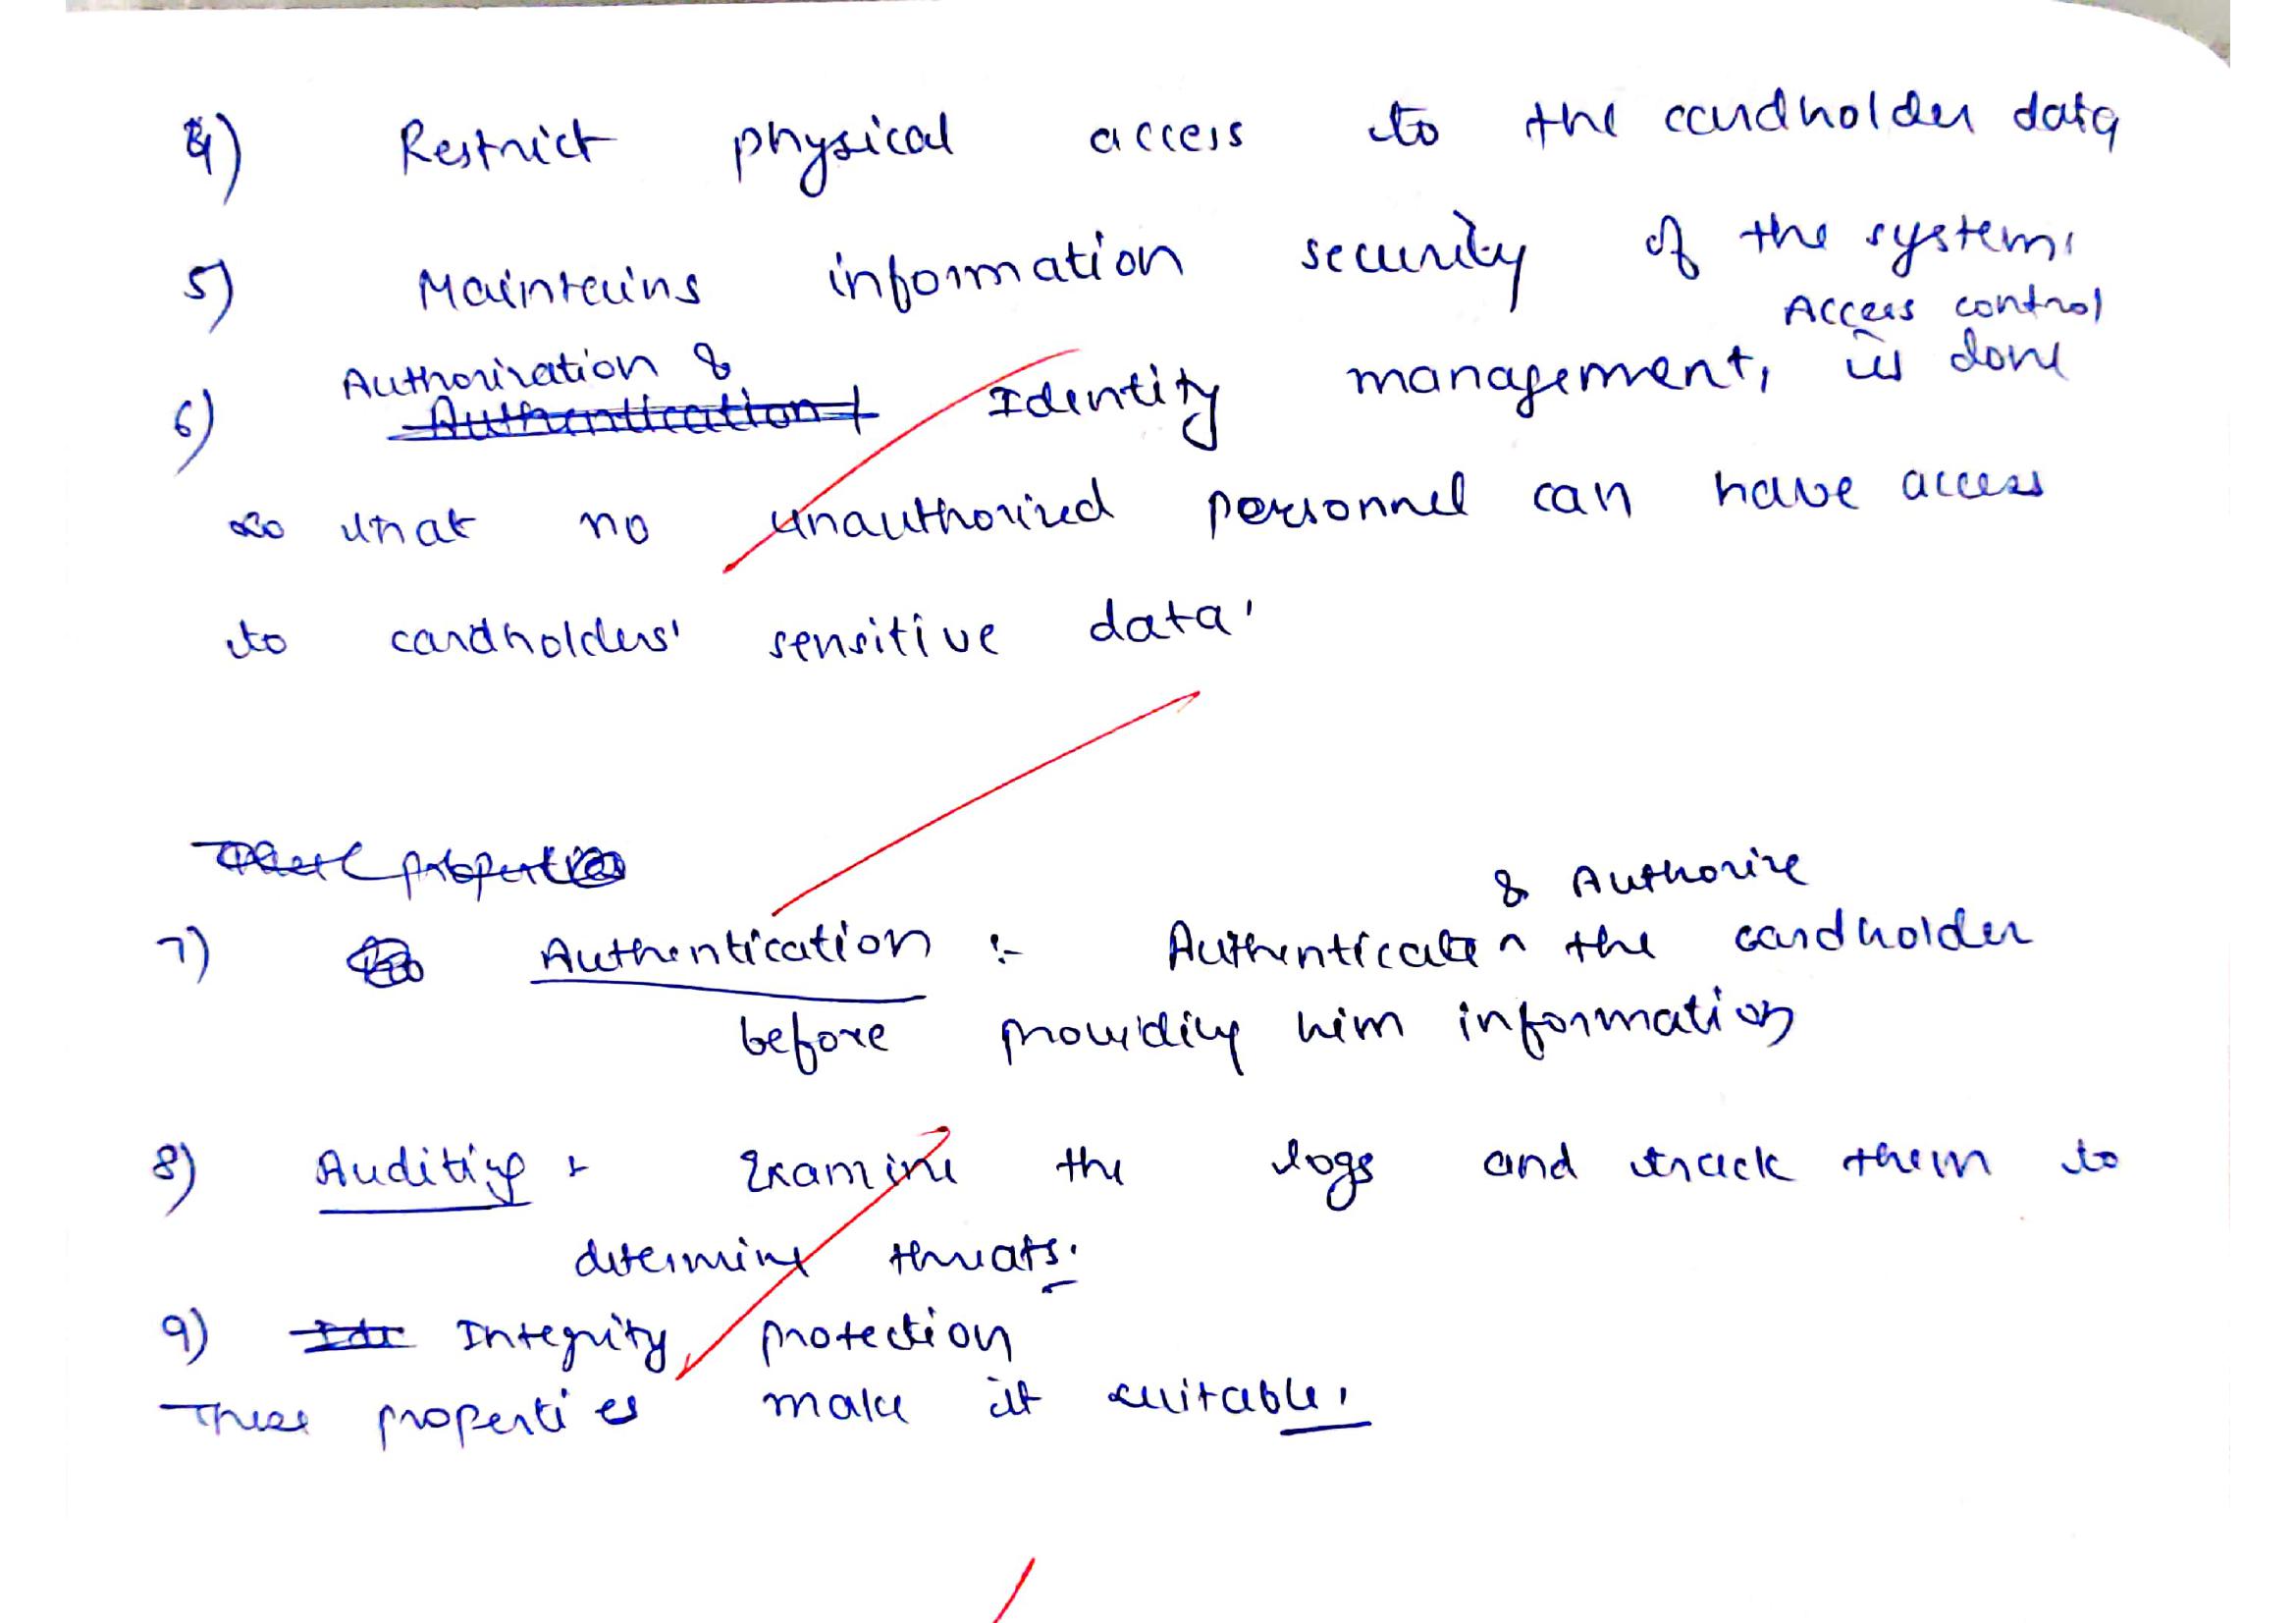 4) Restrict physical access to the cardholder data
5) Maintains information security of the system.
Access control
Authorization &
6) Authentication + Identity management, is done
so that no unauthorized personnel can have access
to cardholders' sensitive data.
These properties
& Authorize
7) Authentication :- Authenticate ^ the cardholder
before providing him information
8) Auditing :- Examine the logs and track them to
determine threats.
9) Integrity protection
These properties make it suitable.